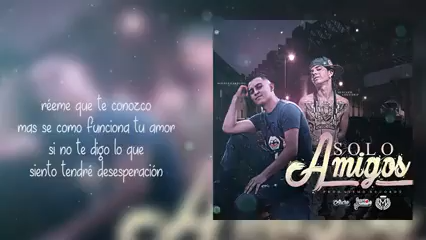 réeme que te conozco
mas se como funciona tu amor
si no te digo lo que
siento tendré desesperación
SOLO
Amigos